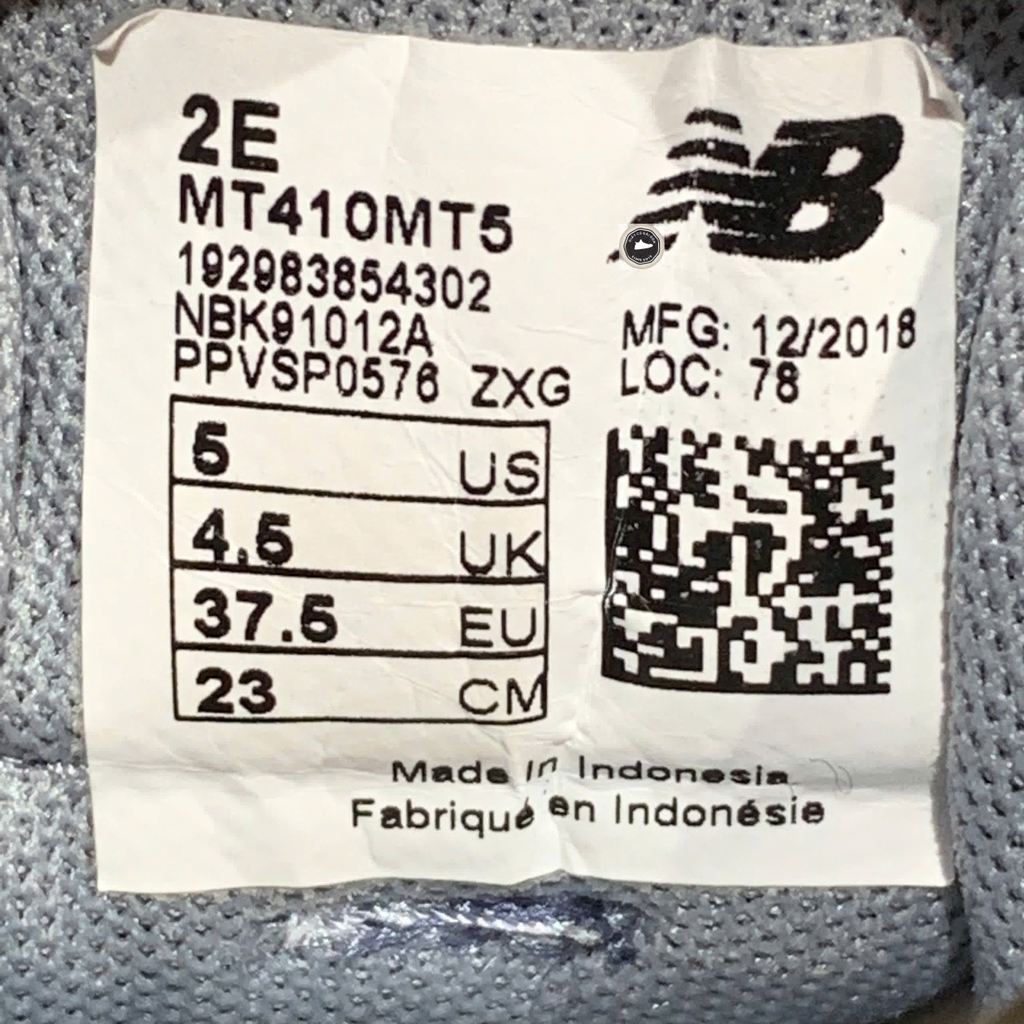 2E
MT410MT5
192983854302
NBK91012A
PPVSP0576 ZXG
NB
MFG: 12/2018
LOC: 78
5 US
4.5 UK
37.5 EU
23 CM
Made in Indonesia
Fabriqué en Indonésie